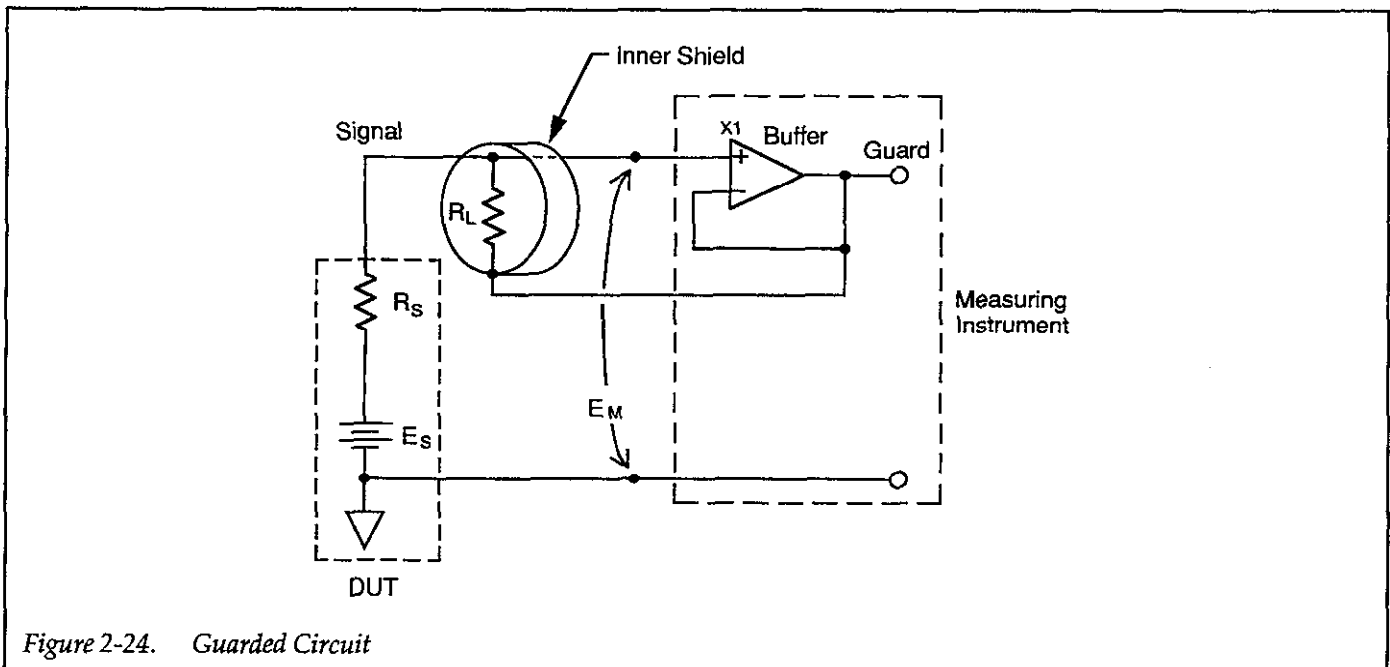 Inner Shield
Signal
X1
Buffer
Guard
+
−
RL
RS
Measuring
Instrument
EM
ES
DUT
Figure 2-24. Guarded Circuit